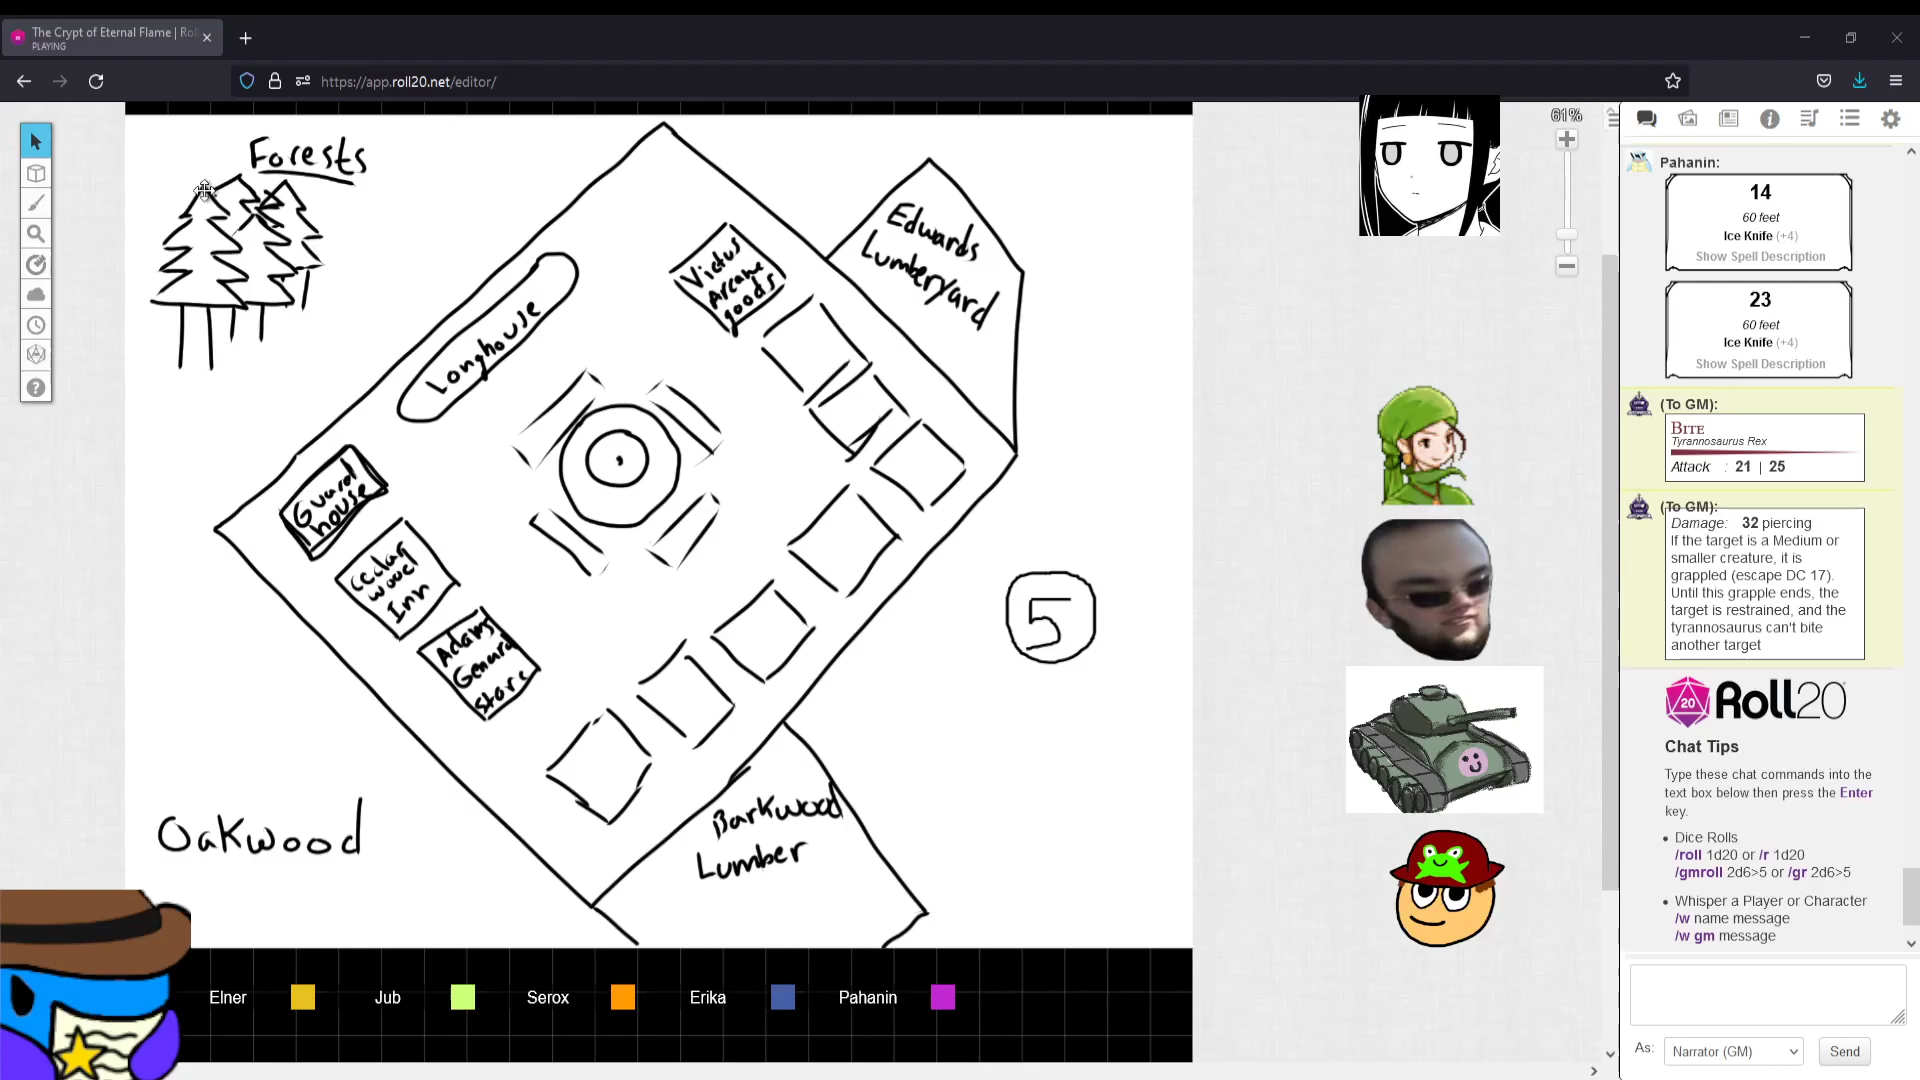 The Crypt of Eternal Flame | Rol
PLAYING
https://app.roll20.net/editor/
61%
Forests
Edwards
Lumberyard
Victus
Arcane
goods
Longhouse
Guard
house
Inn
Adams
General
store
5
Barkwood
Lumber
Oakwood
Elner
Jub
Serox
Erika
Pahanin
Pahanin:
14
60 feet
Ice Knife (+4)
Show Spell Description
23
60 feet
Ice Knife (+4)
Show Spell Description
(To GM):
BITE
Tyrannosaurus Rex
Attack : 21 | 25
(To GM):
Damage: 32 piercing
If the target is a Medium or
smaller creature, it is
grappled (escape DC 17).
Until this grapple ends, the
target is restrained, and the
tyrannosaurus can't bite
another target
20
Roll20
Chat Tips
Type these chat commands into the
text box below then press the Enter
key.
• Dice Rolls
/roll 1d20 or /r 1d20
/gmroll 2d6>5 or /gr 2d6>5
• Whisper a Player or Character
/w name message
/w gm message
As:
Narrator (GM)
Send